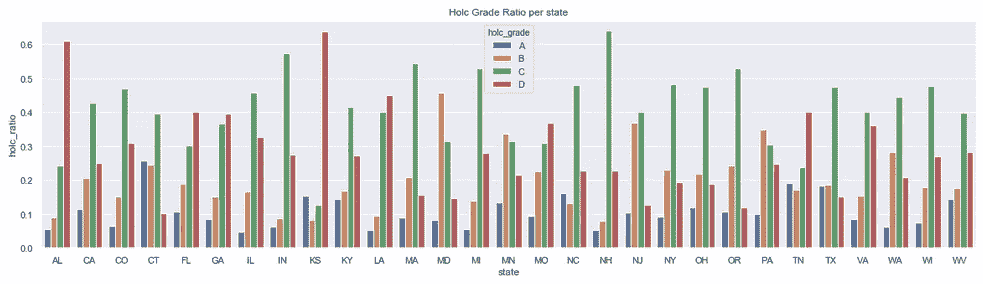 Holc Grade Ratio per state
holc_grade
A
B
C
D
holc_ratio
0.6
0.5
0.4
0.3
0.2
0.1
0.0
AL CA CO CT FL GA IL IN KS KY LA MA MD MI MN MO NC NH NJ NY OH OR PA TN TX VA WA WI WV
state